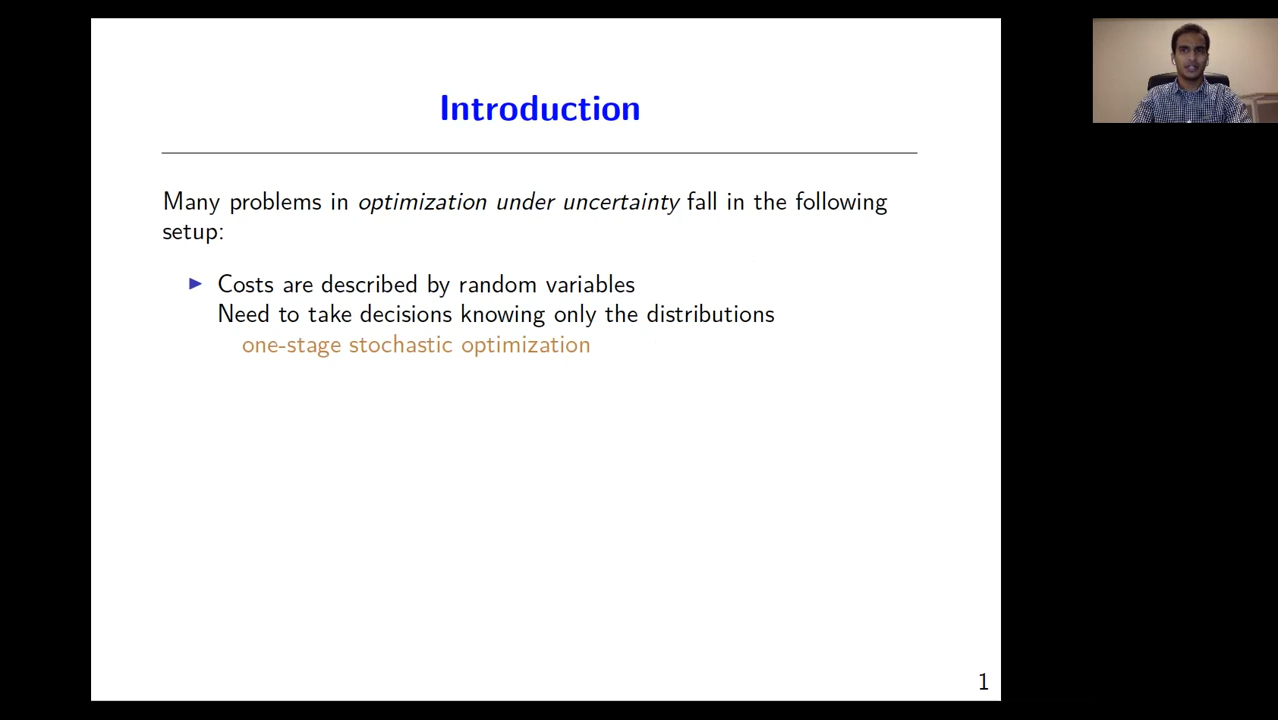 Introduction
Many problems in optimization under uncertainty fall in the following
setup:
▶ Costs are described by random variables
Need to take decisions knowing only the distributions
one-stage stochastic optimization
1